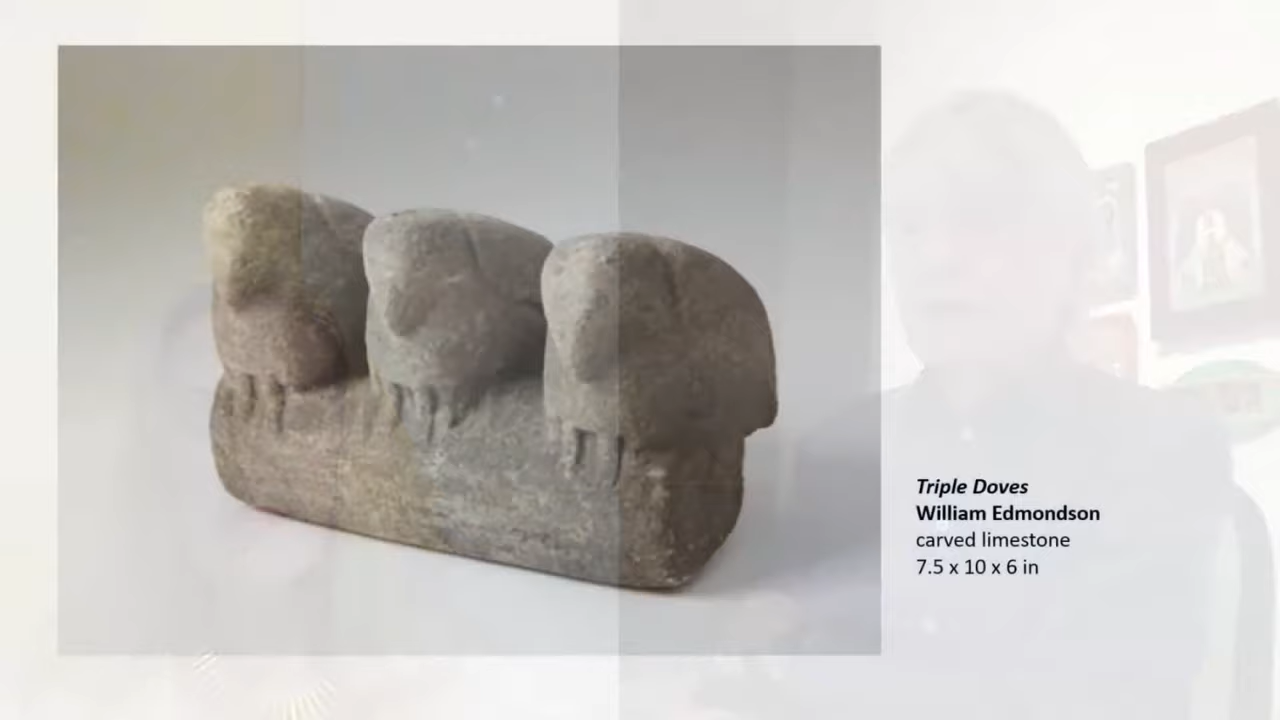 Triple Doves
William Edmondson
carved limestone
7.5 x 10 x 6 in